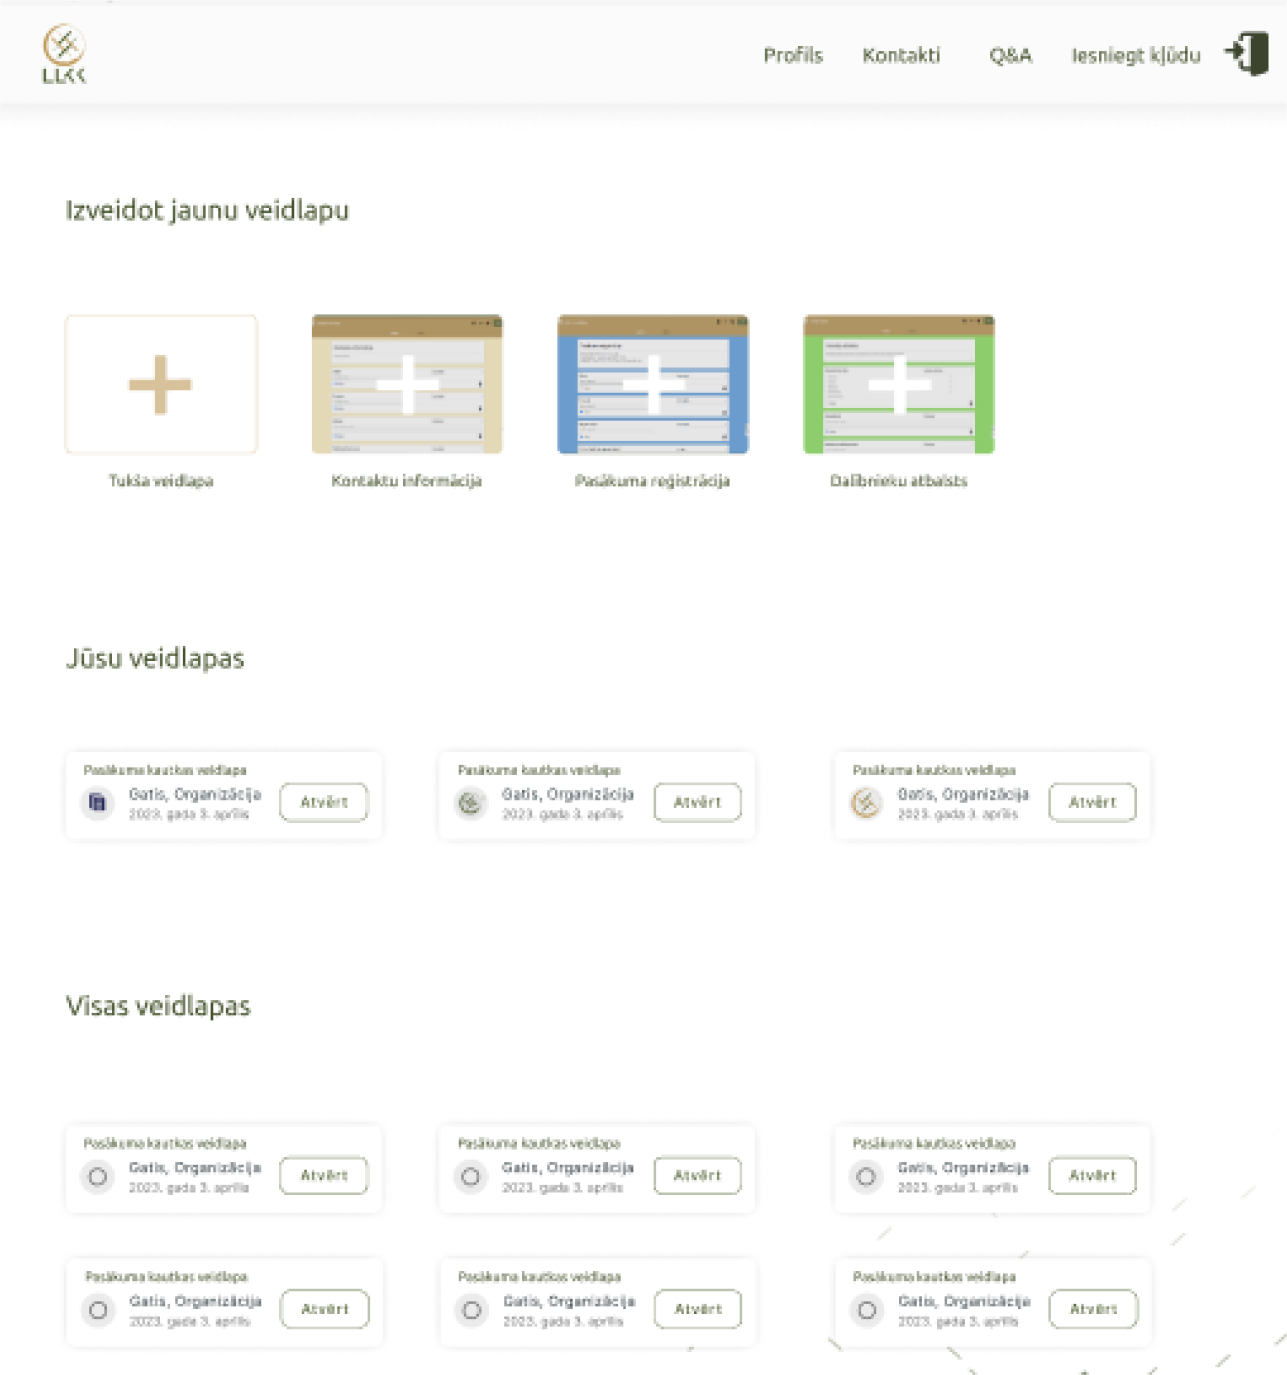 LLKK
Profils
Kontakti
Q&A
Iesniegt kļūdu
Izveidot jaunu veidlapu
Tukša veidlapa
Kontaktu informācija
Pasākuma reģistrācija
Dalībnieku atbalsts
Jūsu veidlapas
Pasākuma kautkas veidlapa
Gatis, Organizācija
2023. gada 3. aprīlis
Atvērt
Pasākuma kautkas veidlapa
Gatis, Organizācija
2023. gada 3. aprīlis
Atvērt
Pasākuma kautkas veidlapa
Gatis, Organizācija
2023. gada 3. aprīlis
Atvērt
Visas veidlapas
Pasākuma kautkas veidlapa
Gatis, Organizācija
2023. gada 3. aprīlis
Atvērt
Pasākuma kautkas veidlapa
Gatis, Organizācija
2023. gada 3. aprīlis
Atvērt
Pasākuma kautkas veidlapa
Gatis, Organizācija
2023. gada 3. aprīlis
Atvērt
Pasākuma kautkas veidlapa
Gatis, Organizācija
2023. gada 3. aprīlis
Atvērt
Pasākuma kautkas veidlapa
Gatis, Organizācija
2023. gada 3. aprīlis
Atvērt
Pasākuma kautkas veidlapa
Gatis, Organizācija
2023. gada 3. aprīlis
Atvērt